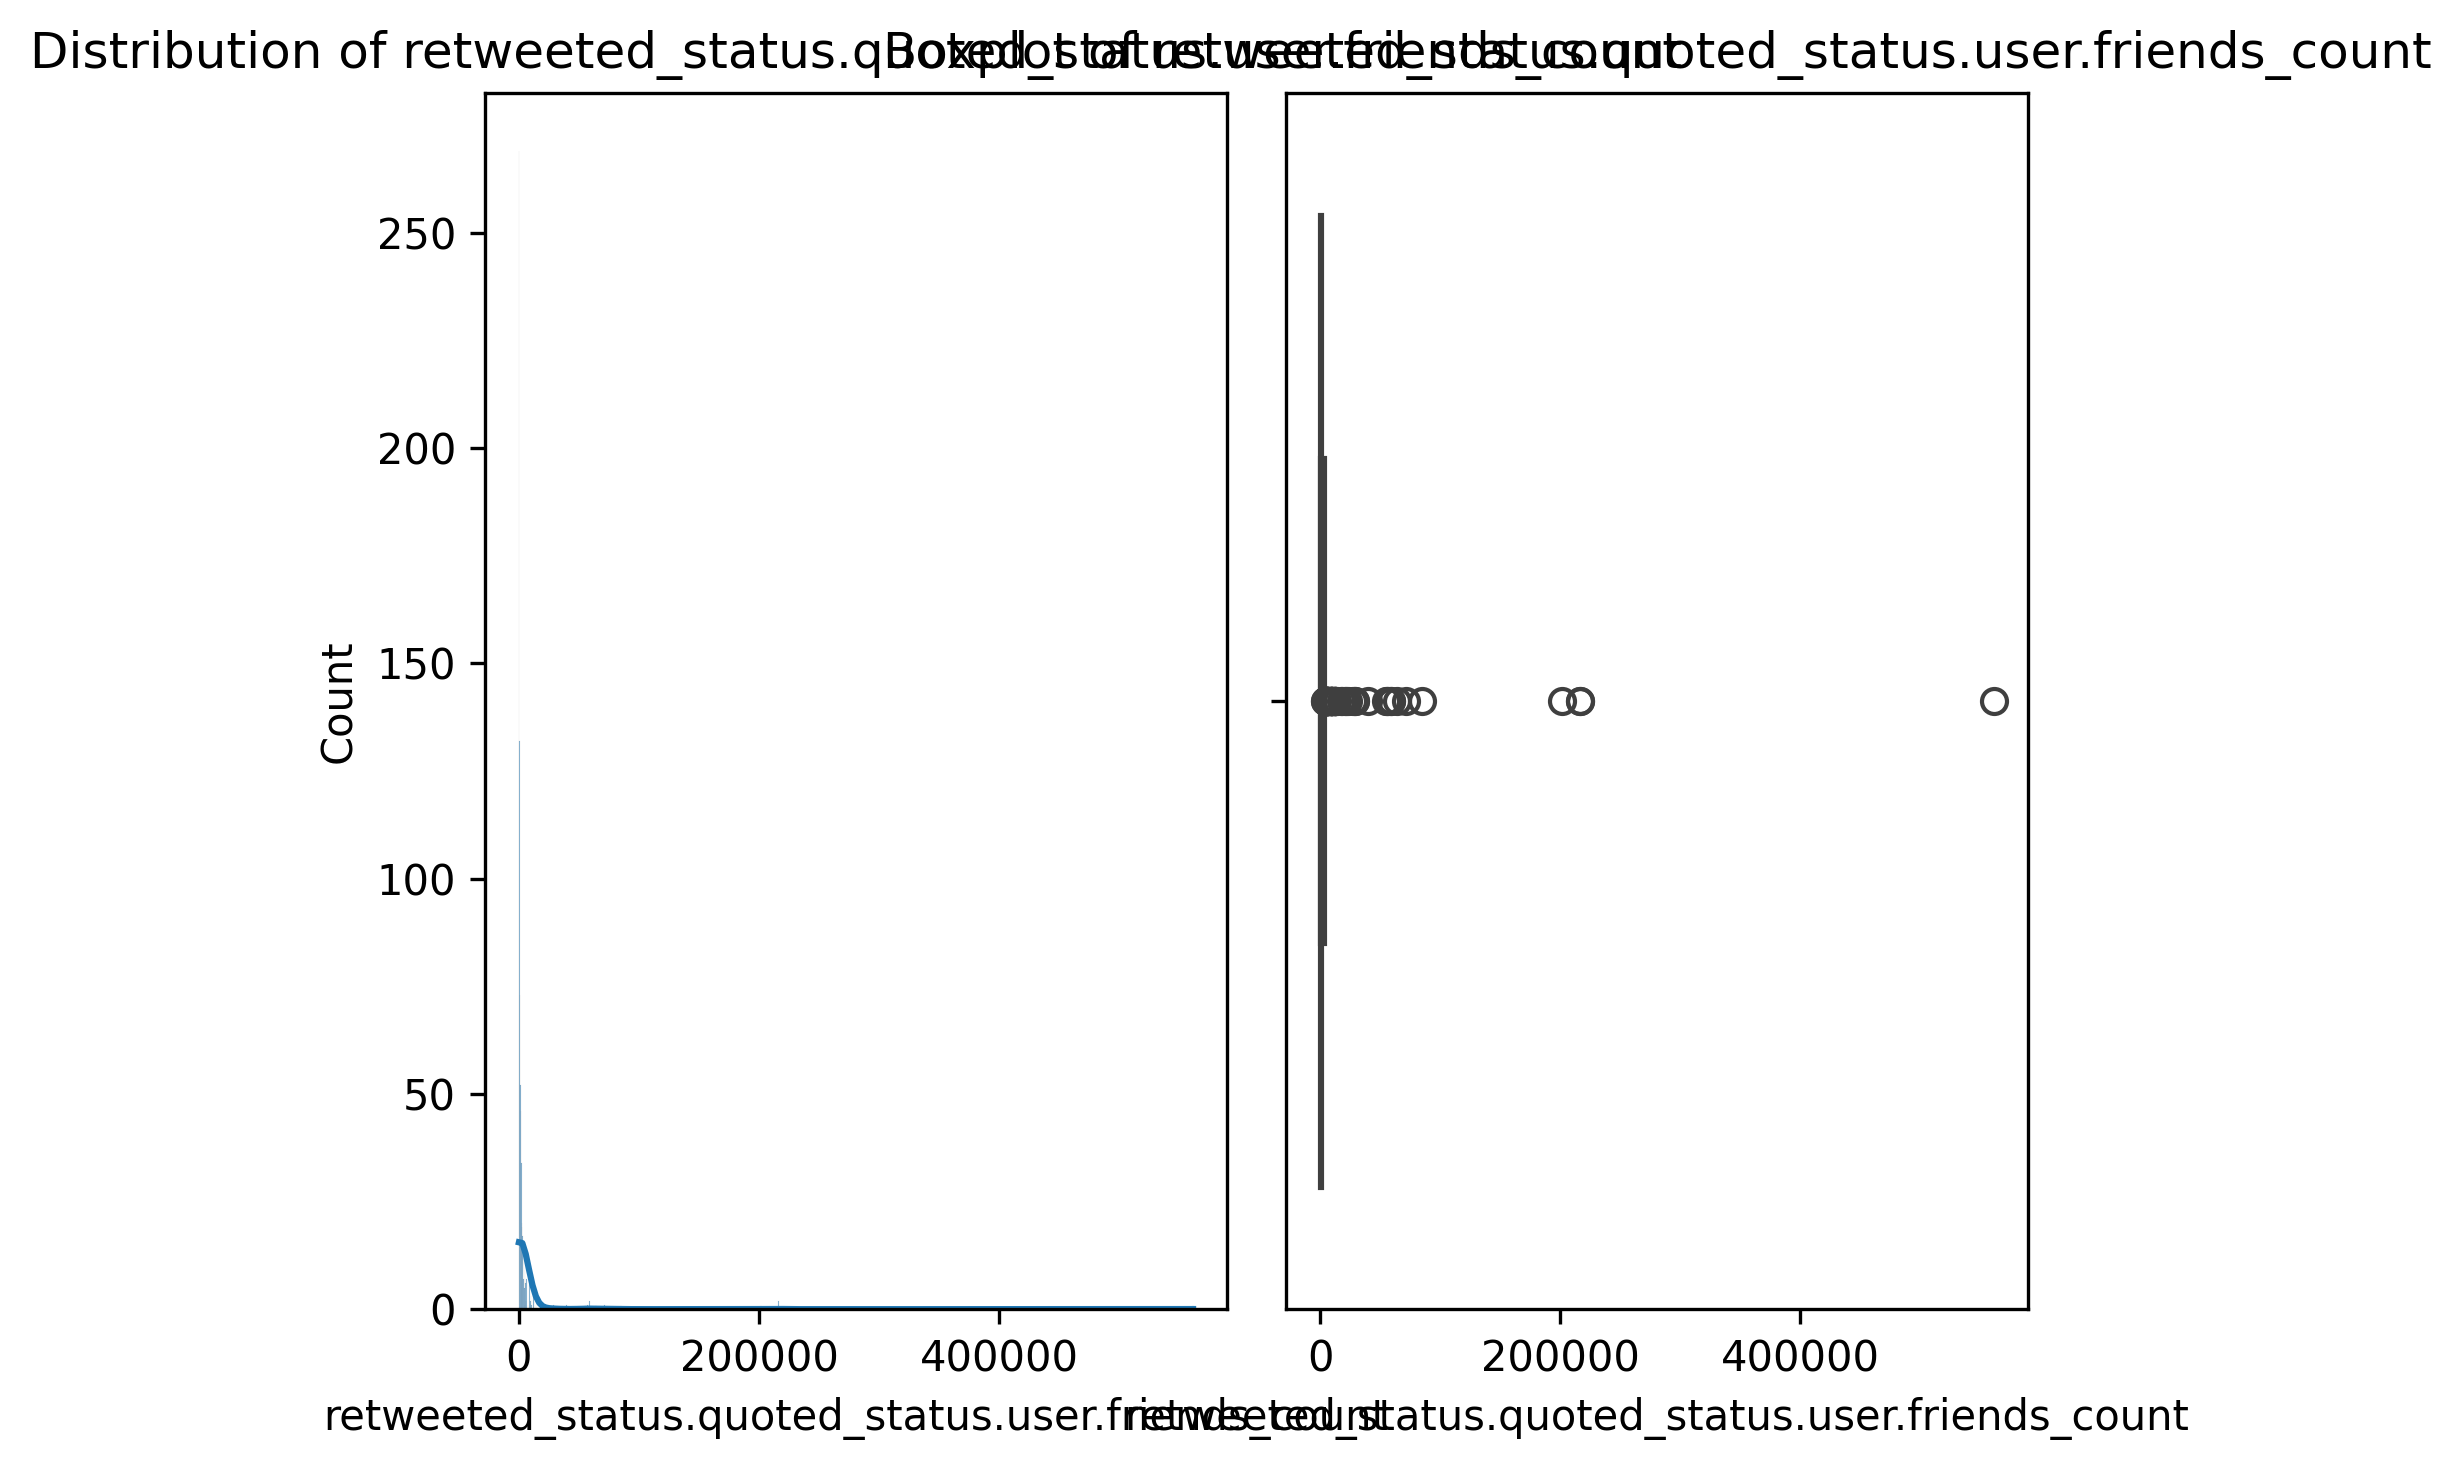 Distribution of retweeted_status.quoted_status.user.friends_count
Boxplot of retweeted_status.quoted_status.user.friends_count
Count
250
200
150
100
50
0
0 200000 400000
retweeted_status.quoted_status.user.friends_count
0 200000 400000
retweeted_status.quoted_status.user.friends_count